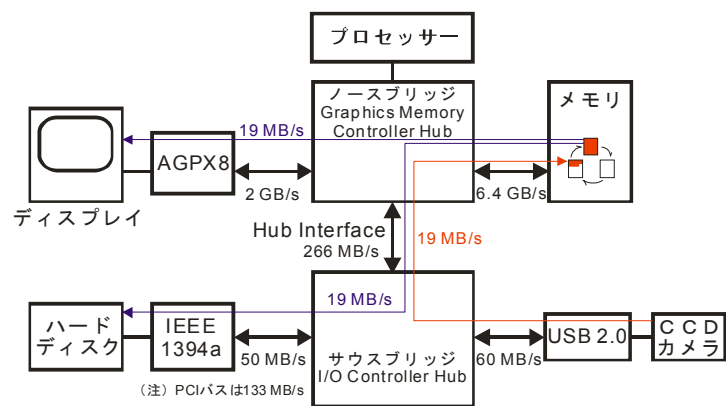 プロセッサー
ノースブリッジ
Graphics Memory
Controller Hub
メモリ
19 MB/s
AGPX8
2 GB/s
6.4 GB/s
ディスプレイ
Hub Interface
266 MB/s
19 MB/s
19 MB/s
ハード
ディスク
IEEE
1394a
50 MB/s
サウスブリッジ
I/O Controller Hub
60 MB/s
USB 2.0
CCD
カメラ
（注）PCIバスは133 MB/s